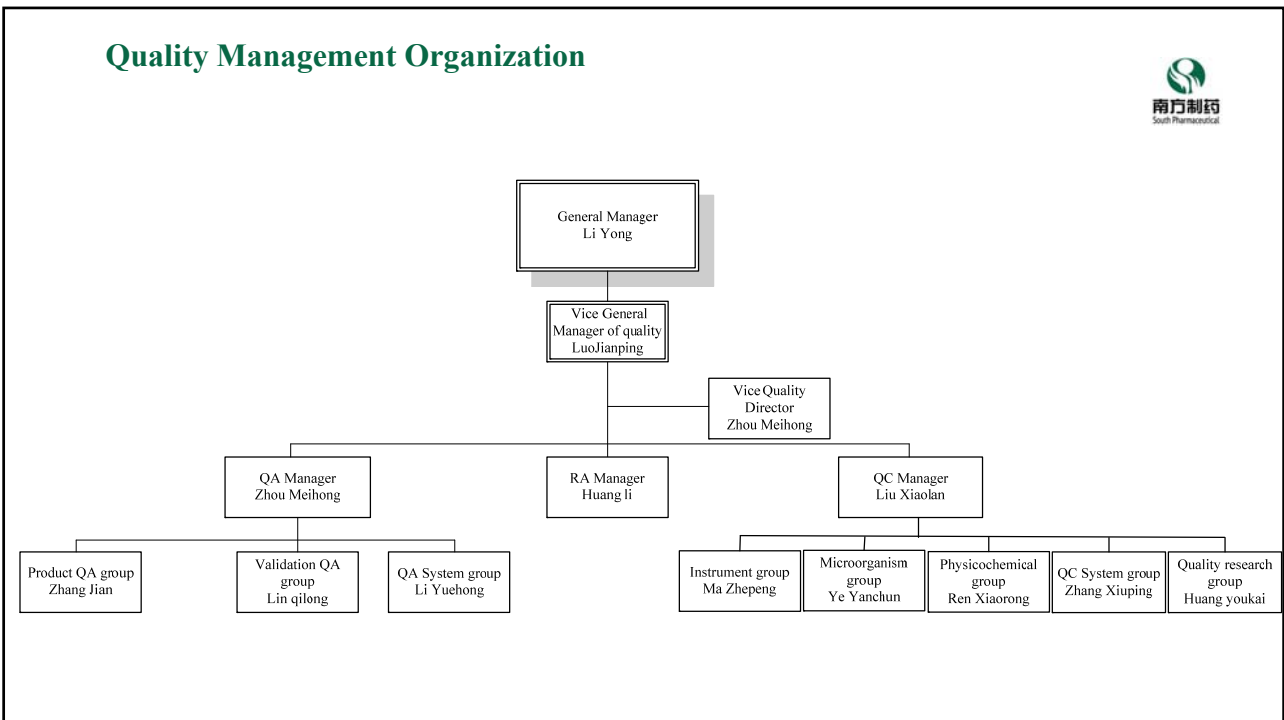 Quality Management Organization
南方制药
South Pharmaceutical
General Manager
Li Yong
Vice General
Manager of quality
LuoJianping
Vice Quality
Director
Zhou Meihong
QA Manager
Zhou Meihong
RA Manager
Huang li
QC Manager
Liu Xiaolan
Product QA group
Zhang Jian
Validation QA
group
Lin qilong
QA System group
Li Yuehong
Instrument group
Ma Zhepeng
Microorganism
group
Ye Yanchun
Physicochemical
group
Ren Xiaorong
QC System group
Zhang Xiuping
Quality research
group
Huang youkai